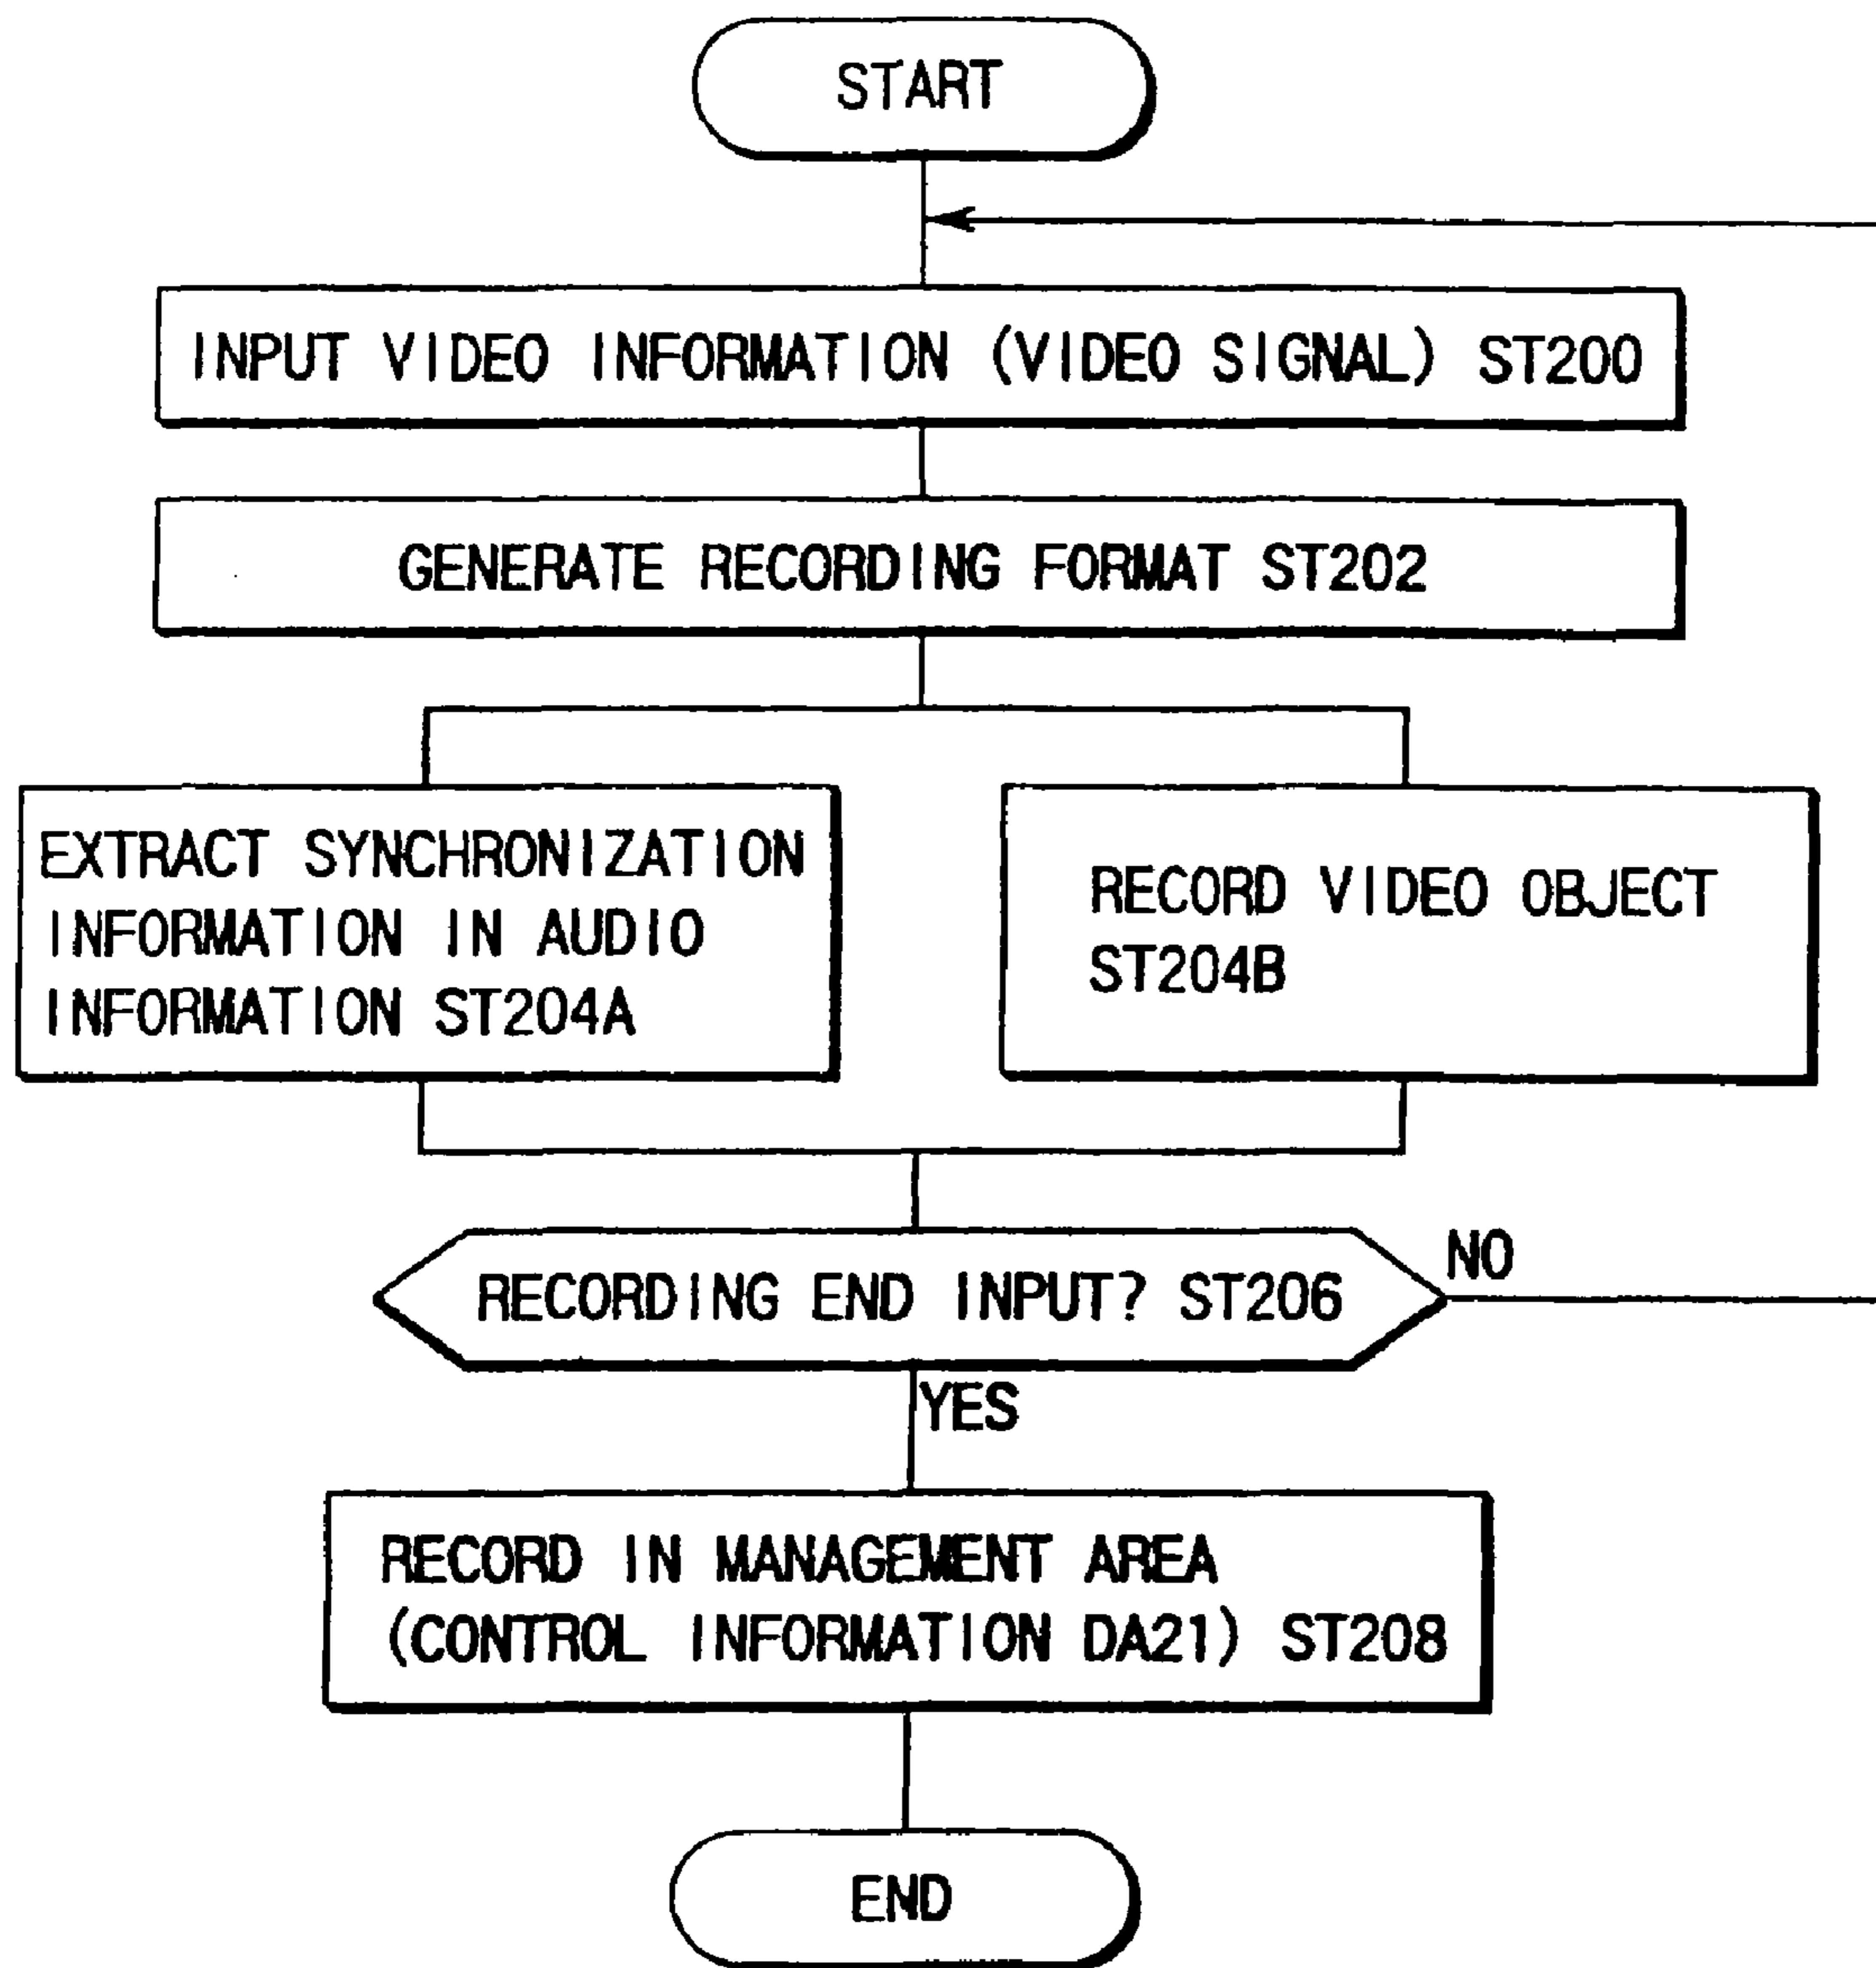 START
INPUT VIDEO INFORMATION (VIDEO SIGNAL) ST200
GENERATE RECORDING FORMAT ST202
EXTRACT SYNCHRONIZATION
INFORMATION IN AUDIO
INFORMATION ST204A
RECORD VIDEO OBJECT
ST204B
RECORDING END INPUT? ST206
NO
YES
RECORD IN MANAGEMENT AREA
(CONTROL INFORMATION DA21) ST208
END